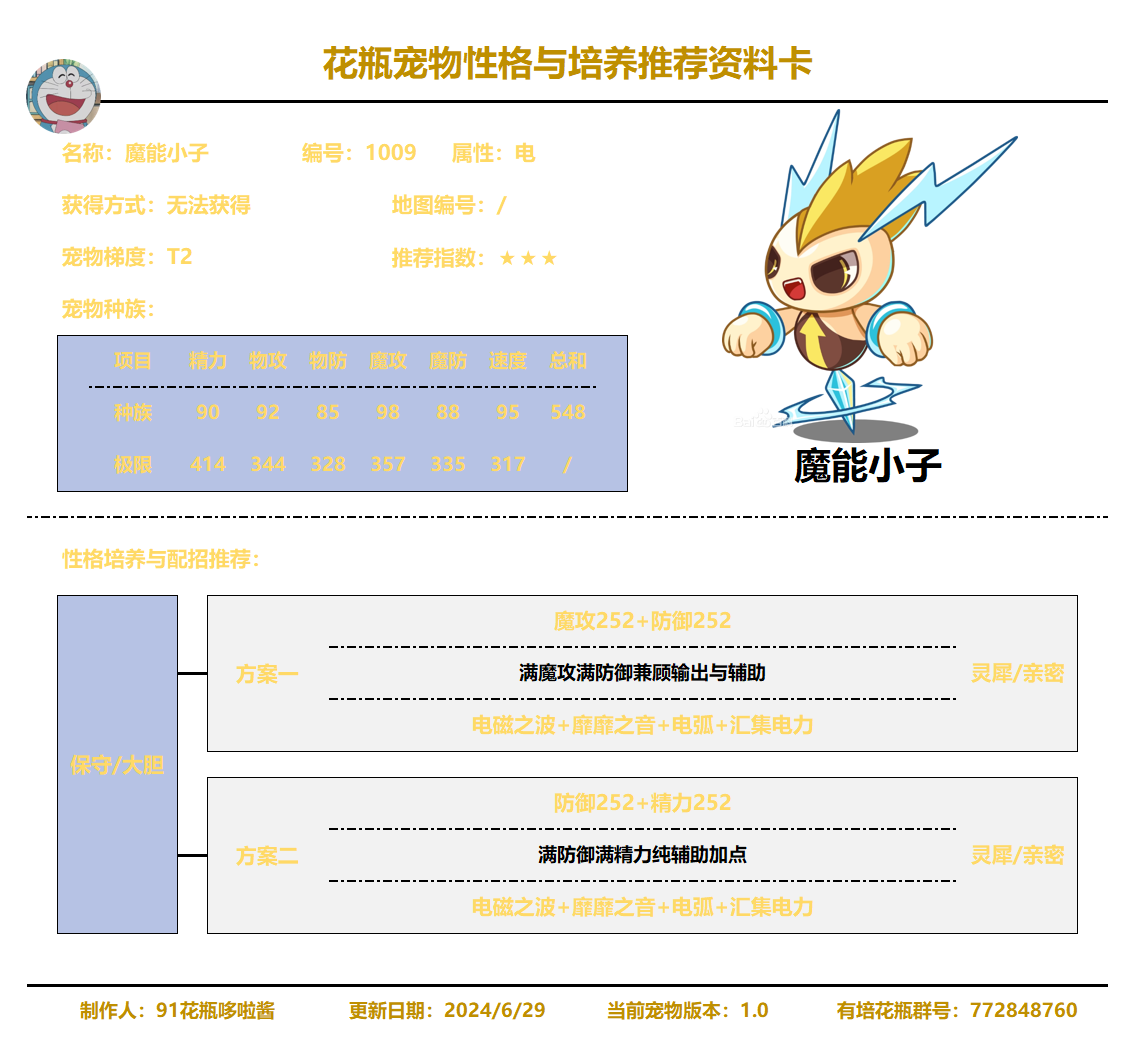 花瓶宠物性格与培养推荐资料卡
名称：魔能小子 编号：1009 属性：电
获得方式：无法获得 地图编号：/
宠物梯度：T2 推荐指数：★★★
宠物种族：
项目 精力 物攻 物防 魔攻 魔防 速度 总和
种族 90 92 85 98 88 95 548
极限 414 344 328 357 335 317 /
魔能小子
性格培养与配招推荐：
保守/大胆
方案一
魔攻252+防御252
满魔攻满防御兼顾输出与辅助
电磁之波+靡靡之音+电弧+汇集电力
灵犀/亲密
方案二
防御252+精力252
满防御满精力纯辅助加点
电磁之波+靡靡之音+电弧+汇集电力
灵犀/亲密
制作人：91花瓶哆啦酱 更新日期：2024/6/29 当前宠物版本：1.0 有培花瓶群号：772848760